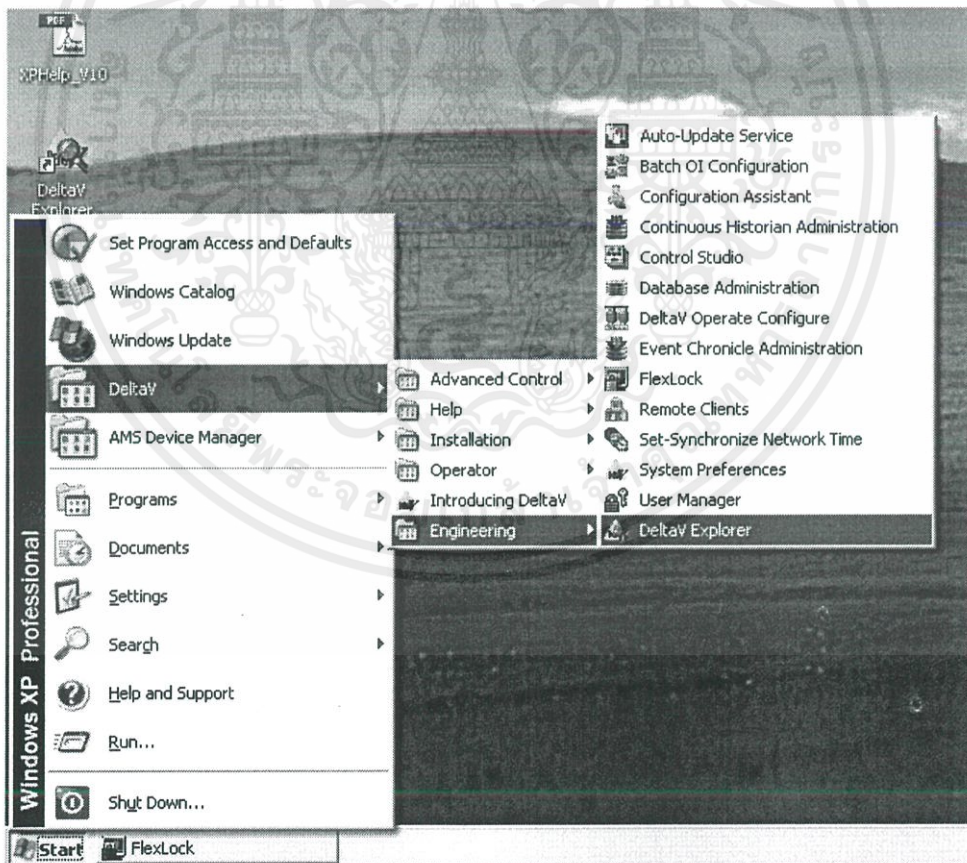 PDF
XPHelp_V10
DeltaV
Explorer
Windows XP Professional
Set Program Access and Defaults
Windows Catalog
Windows Update
DeltaV
AMS Device Manager
Programs
Documents
Settings
Search
Help and Support
Run...
Shut Down...
Advanced Control
Help
Installation
Operator
Introducing DeltaV
Engineering
Auto-Update Service
Batch OI Configuration
Configuration Assistant
Continuous Historian Administration
Control Studio
Database Administration
DeltaV Operate Configure
Event Chronicle Administration
FlexLock
Remote Clients
Set-Synchronize Network Time
System Preferences
User Manager
DeltaV Explorer
Start
FlexLock